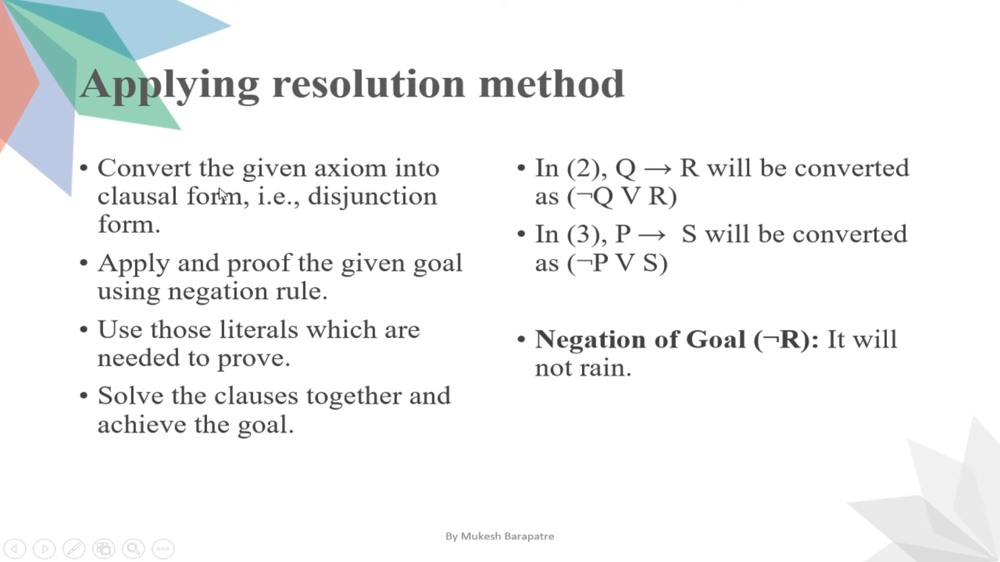 Applying resolution method
• Convert the given axiom into
clausal form, i.e., disjunction
form.
• Apply and proof the given goal
using negation rule.
• Use those literals which are
needed to prove.
• Solve the clauses together and
achieve the goal.
• In (2), Q → R will be converted
as (¬Q V R)
• In (3), P → S will be converted
as (¬P V S)
• Negation of Goal (¬R): It will
not rain.
By Mukesh Barapatre